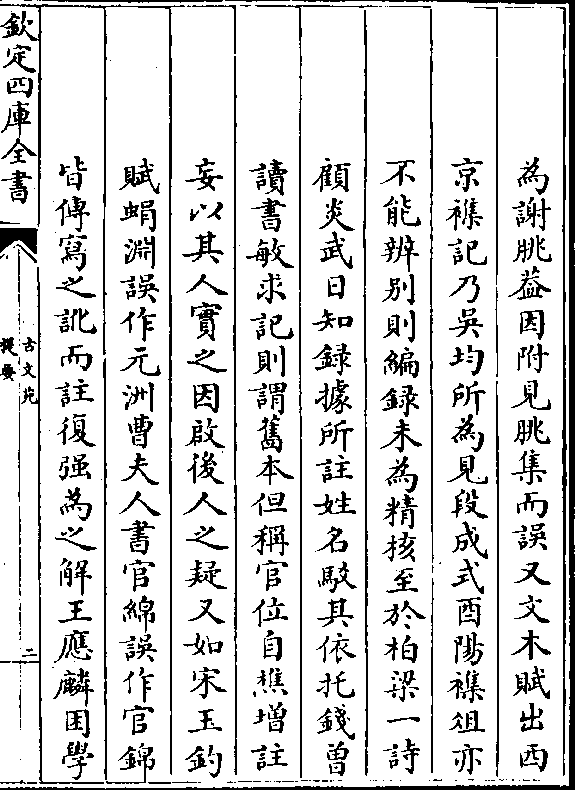 為謝朓葢因附見朓集而誤又文木賦出西
京襍記乃吳均所為見段成式酉陽襍俎亦
不能辨别則編録未為精核至於柏梁一詩
顧炎武日知録據所註姓名駁其依托錢曽
讀書敏求記則謂舊本但稱官位自樵增註
妄以其人實之因啟後人之疑又如宋玉釣
賦蜎淵誤作元洲曹夫人書官綿誤作官錦
皆傳寫之訛而註復强為之解王應麟困學
欽定四庫全書
古文苑
提要
二